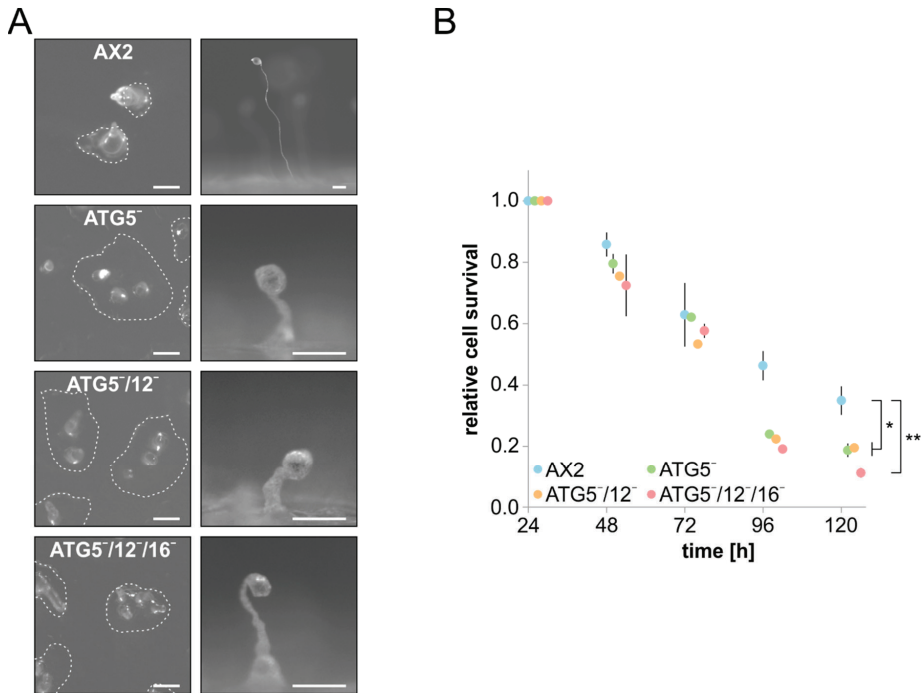 A
AX2
ATG5⁻
ATG5⁻/12⁻
ATG5⁻/12⁻/16⁻
B
relative cell survival
1.0
0.8
0.6
0.4
0.2
0.0
AX2
ATG5⁻
ATG5⁻/12⁻
ATG5⁻/12⁻/16⁻
*
**
24 48 72 96 120
time [h]